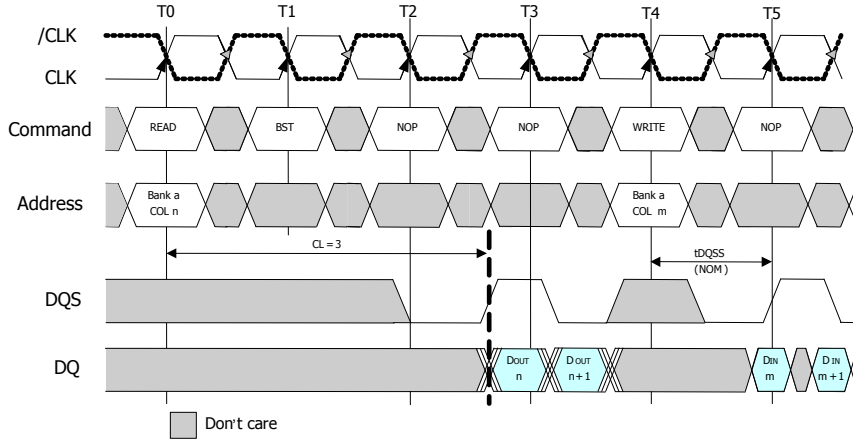 T0 T1 T2 T3 T4 T5
/CLK
CLK
Command READ BST NOP NOP WRITE NOP
Address Bank a COL n Bank a COL m
CL = 3
tDQSS (NOM)
DQS
DQ DOUT n DOUT n+1 DIN m DIN m+1
Don't care